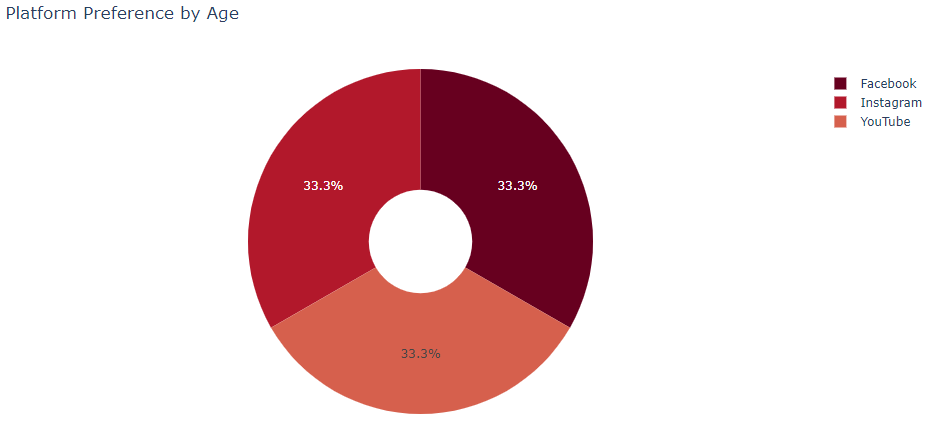 Platform Preference by Age
Facebook
Instagram
YouTube
33.3%
33.3%
33.3%